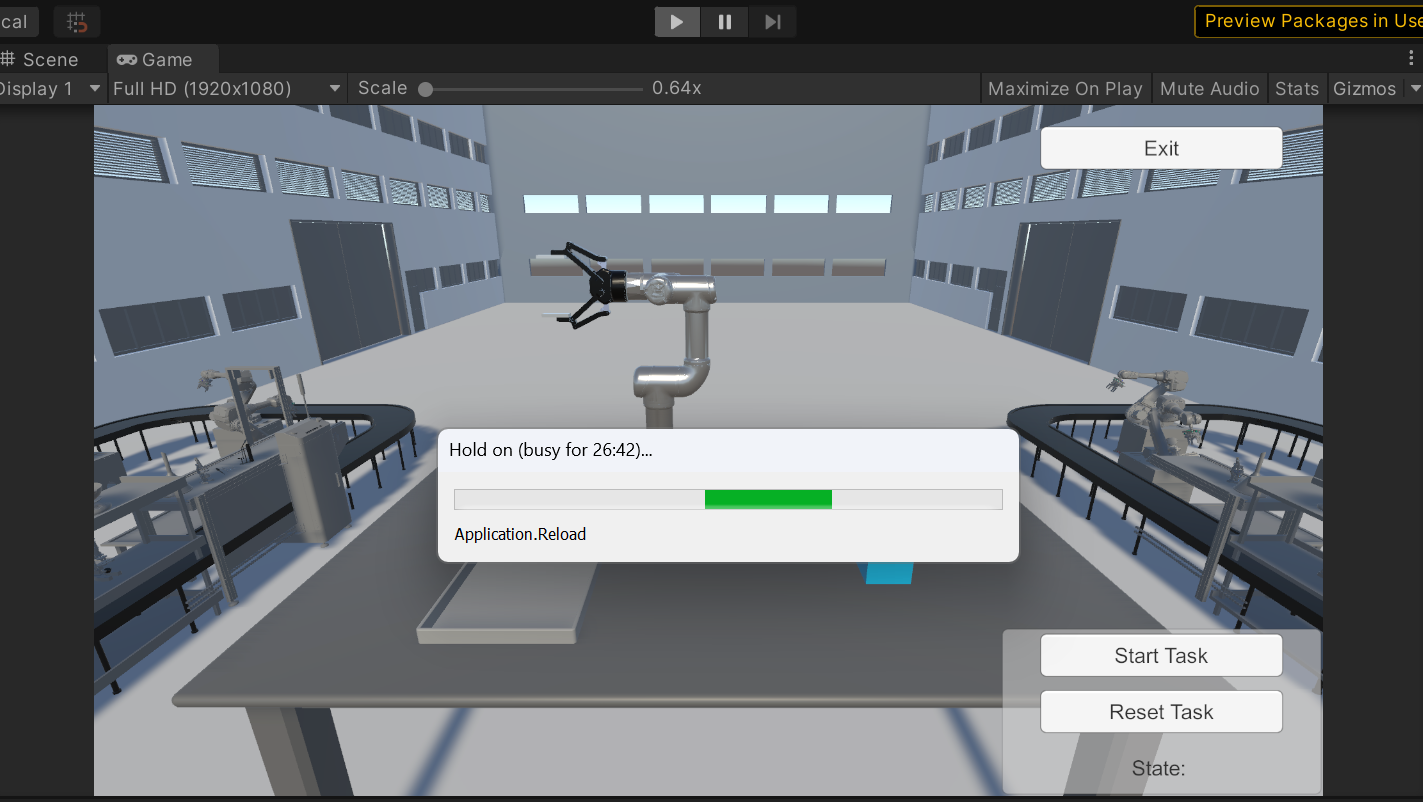 cal
Preview Packages in Use
Scene
Game
Display 1
Full HD (1920x1080)
Scale
0.64x
Maximize On Play
Mute Audio
Stats
Gizmos
Exit
Hold on (busy for 26:42)...
Application.Reload
Start Task
Reset Task
State: